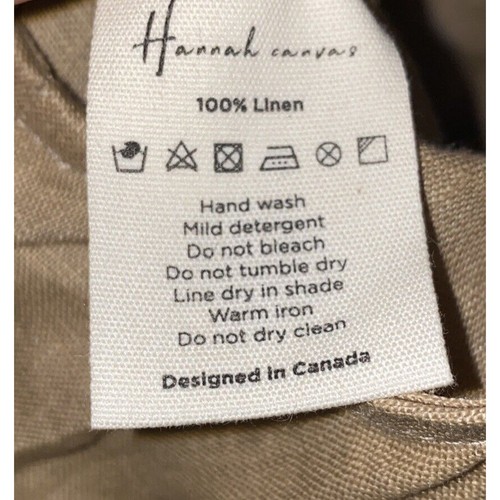 Hannah canvas
100% Linen
Hand wash
Mild detergent
Do not bleach
Do not tumble dry
Line dry in shade
Warm iron
Do not dry clean
Designed in Canada